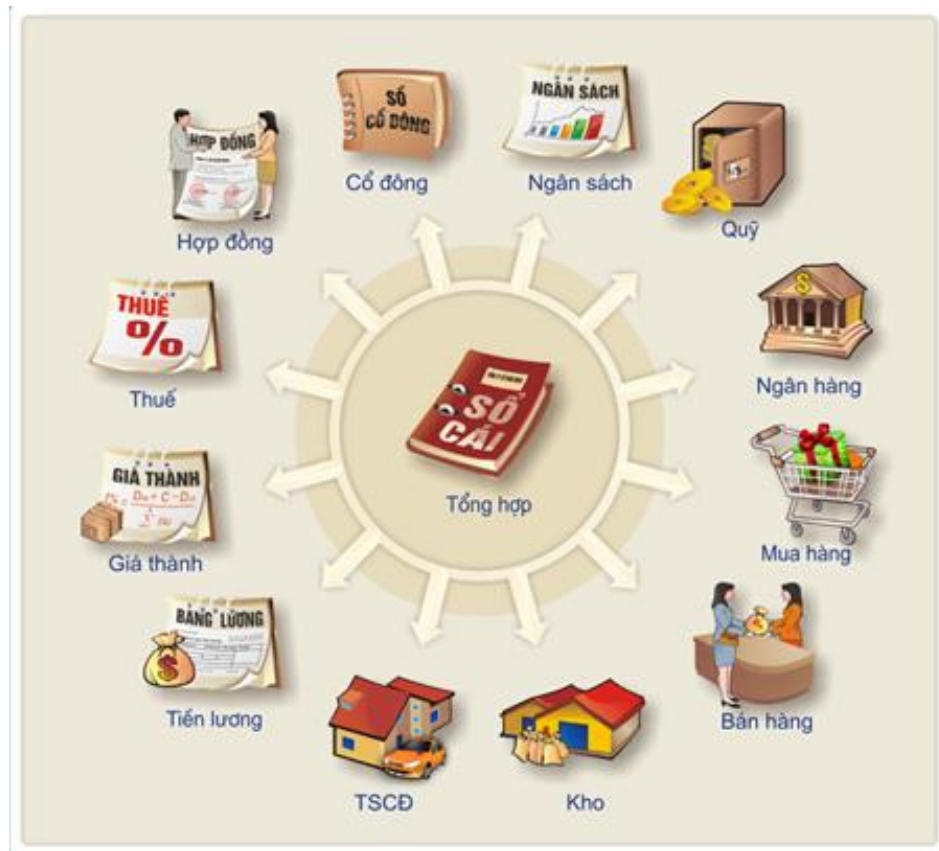 SỔ
CỔ ĐÔNG
Cổ đông
NGÂN SÁCH
Ngân sách
HỢP ĐỒNG
Hợp đồng
Quỹ
THUẾ
%
Thuế
$
Ngân hàng
SỔ
CÁI
Tổng hợp
GIÁ THÀNH
Giá thành
Mua hàng
BẢNG LƯƠNG
$
Tiền lương
$
Bán hàng
TSCĐ
Kho